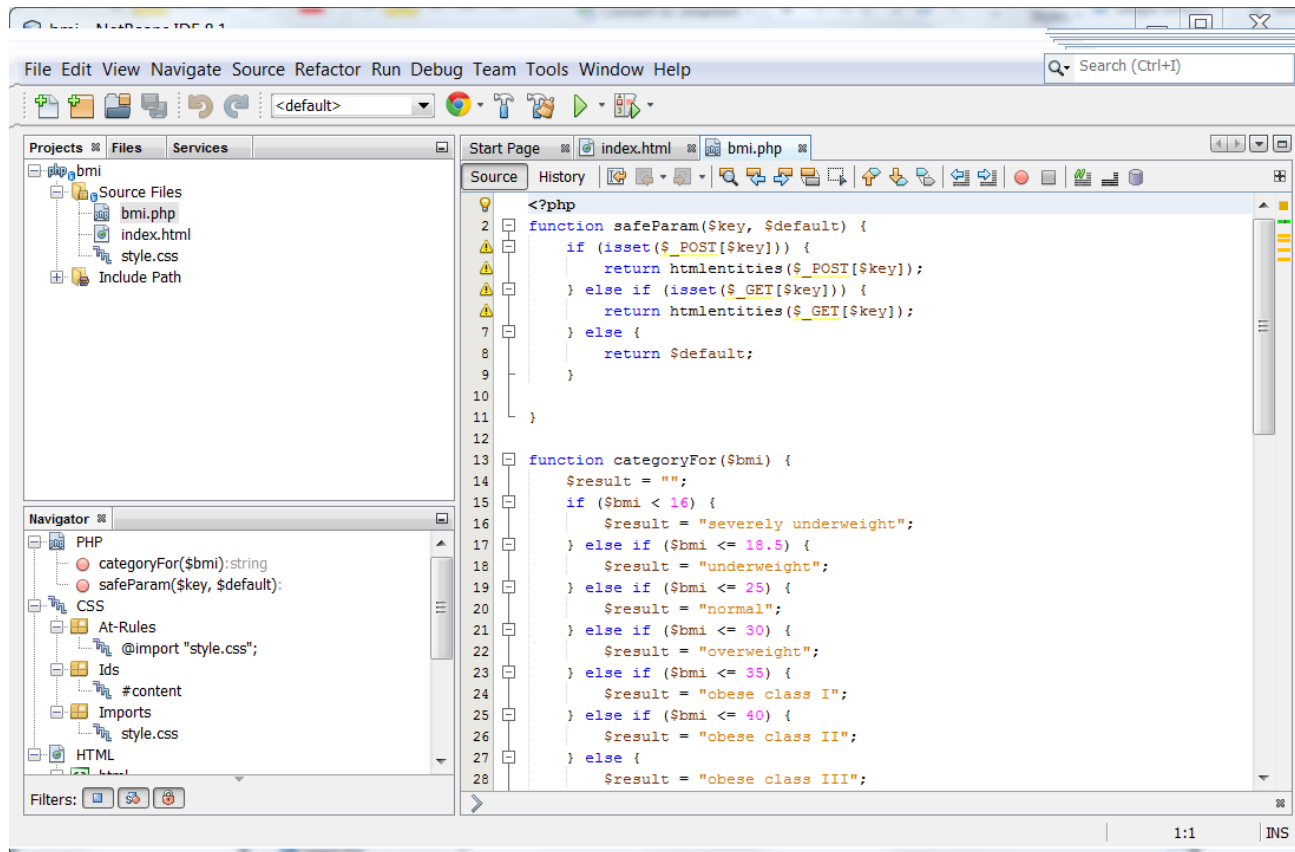 bmi - NetBeans IDE 8.1
File Edit View Navigate Source Refactor Run Debug Team Tools Window Help
Search (Ctrl+I)
<default>
Projects Files Services
bmi
Source Files
bmi.php
index.html
style.css
Include Path
Navigator
PHP
categoryFor($bmi):string
safeParam($key, $default):
CSS
At-Rules
@import "style.css";
Ids
#content
Imports
style.css
HTML
html
Filters:
Start Page index.html bmi.php
Source History
<?php
2 function safeParam($key, $default) {
if (isset($_POST[$key])) {
return htmlentities($_POST[$key]);
} else if (isset($_GET[$key])) {
return htmlentities($_GET[$key]);
7 } else {
8 return $default;
9 }
10
11 }
12
13 function categoryFor($bmi) {
14 $result = "";
15 if ($bmi < 16) {
16 $result = "severely underweight";
17 } else if ($bmi <= 18.5) {
18 $result = "underweight";
19 } else if ($bmi <= 25) {
20 $result = "normal";
21 } else if ($bmi <= 30) {
22 $result = "overweight";
23 } else if ($bmi <= 35) {
24 $result = "obese class I";
25 } else if ($bmi <= 40) {
26 $result = "obese class II";
27 } else {
28 $result = "obese class III";
1:1 INS